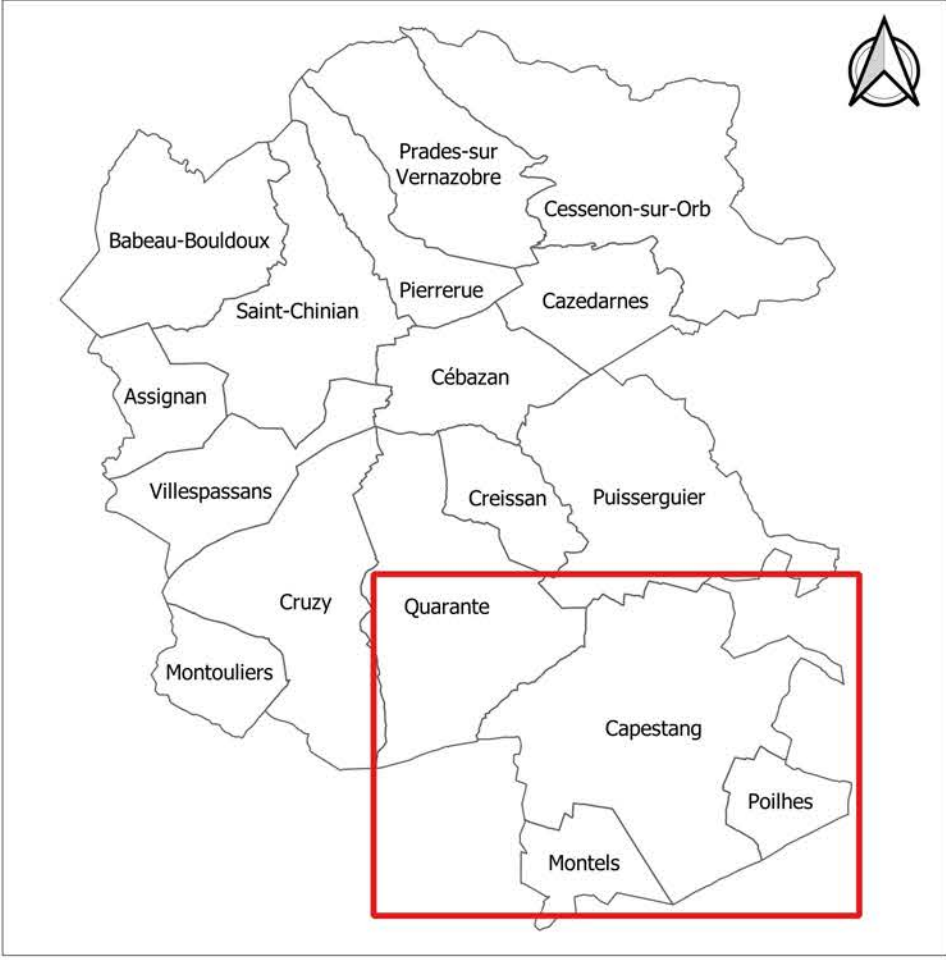 Prades-sur
Vernazobre
Cessenon-sur-Orb
Babeau-Bouldoux
Pierrerue
Cazedarnes
Saint-Chinian
Cébazan
Assignan
Villespassans
Creissan
Puisserguier
Cruzy
Quarante
Montouliers
Capestang
Poilhes
Montels